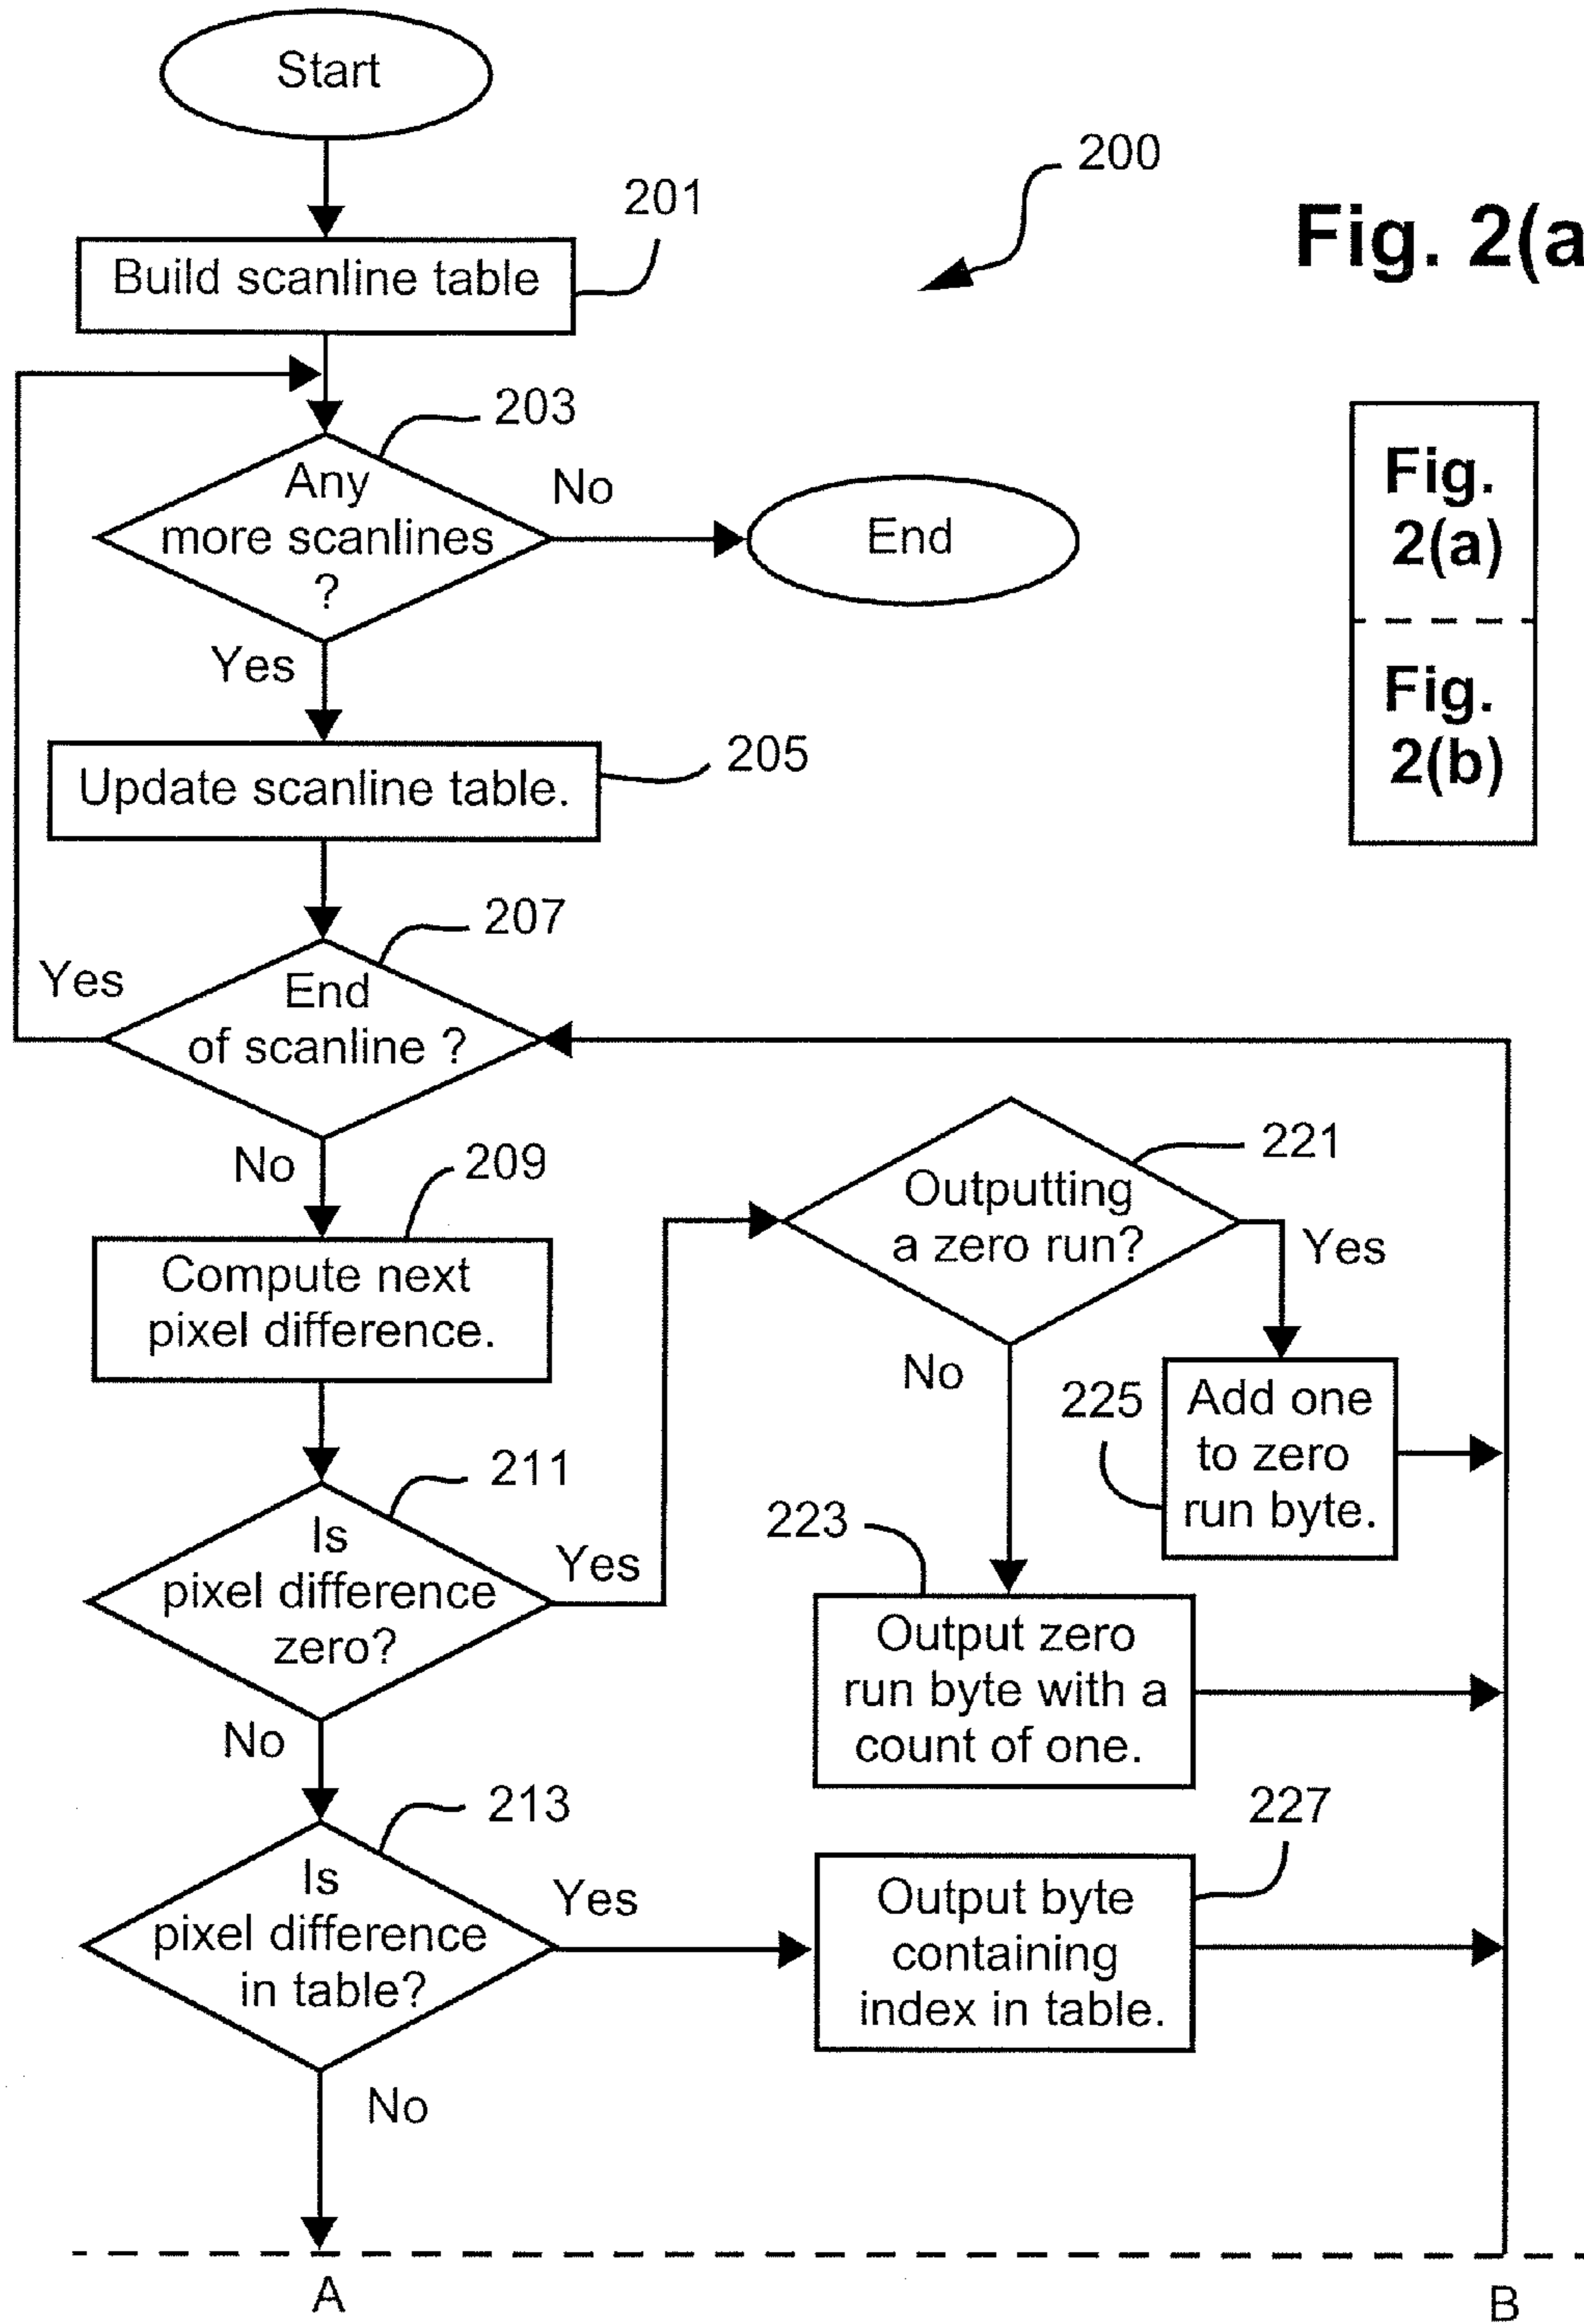 Start
200
201
Fig. 2(a
Build scanline table
203
Any
more scanlines
?
No
End
Fig.
2(a)
Yes
Fig.
2(b)
205
Update scanline table.
207
Yes
End
of scanline ?
No
209
221
Outputting
a zero run?
Yes
Compute next
pixel difference.
No
225
Add one
to zero
run byte.
211
Is
pixel difference
zero?
Yes
223
Output zero
run byte with a
count of one.
No
213
227
Is
pixel difference
in table?
Yes
Output byte
containing
index in table.
No
A
B